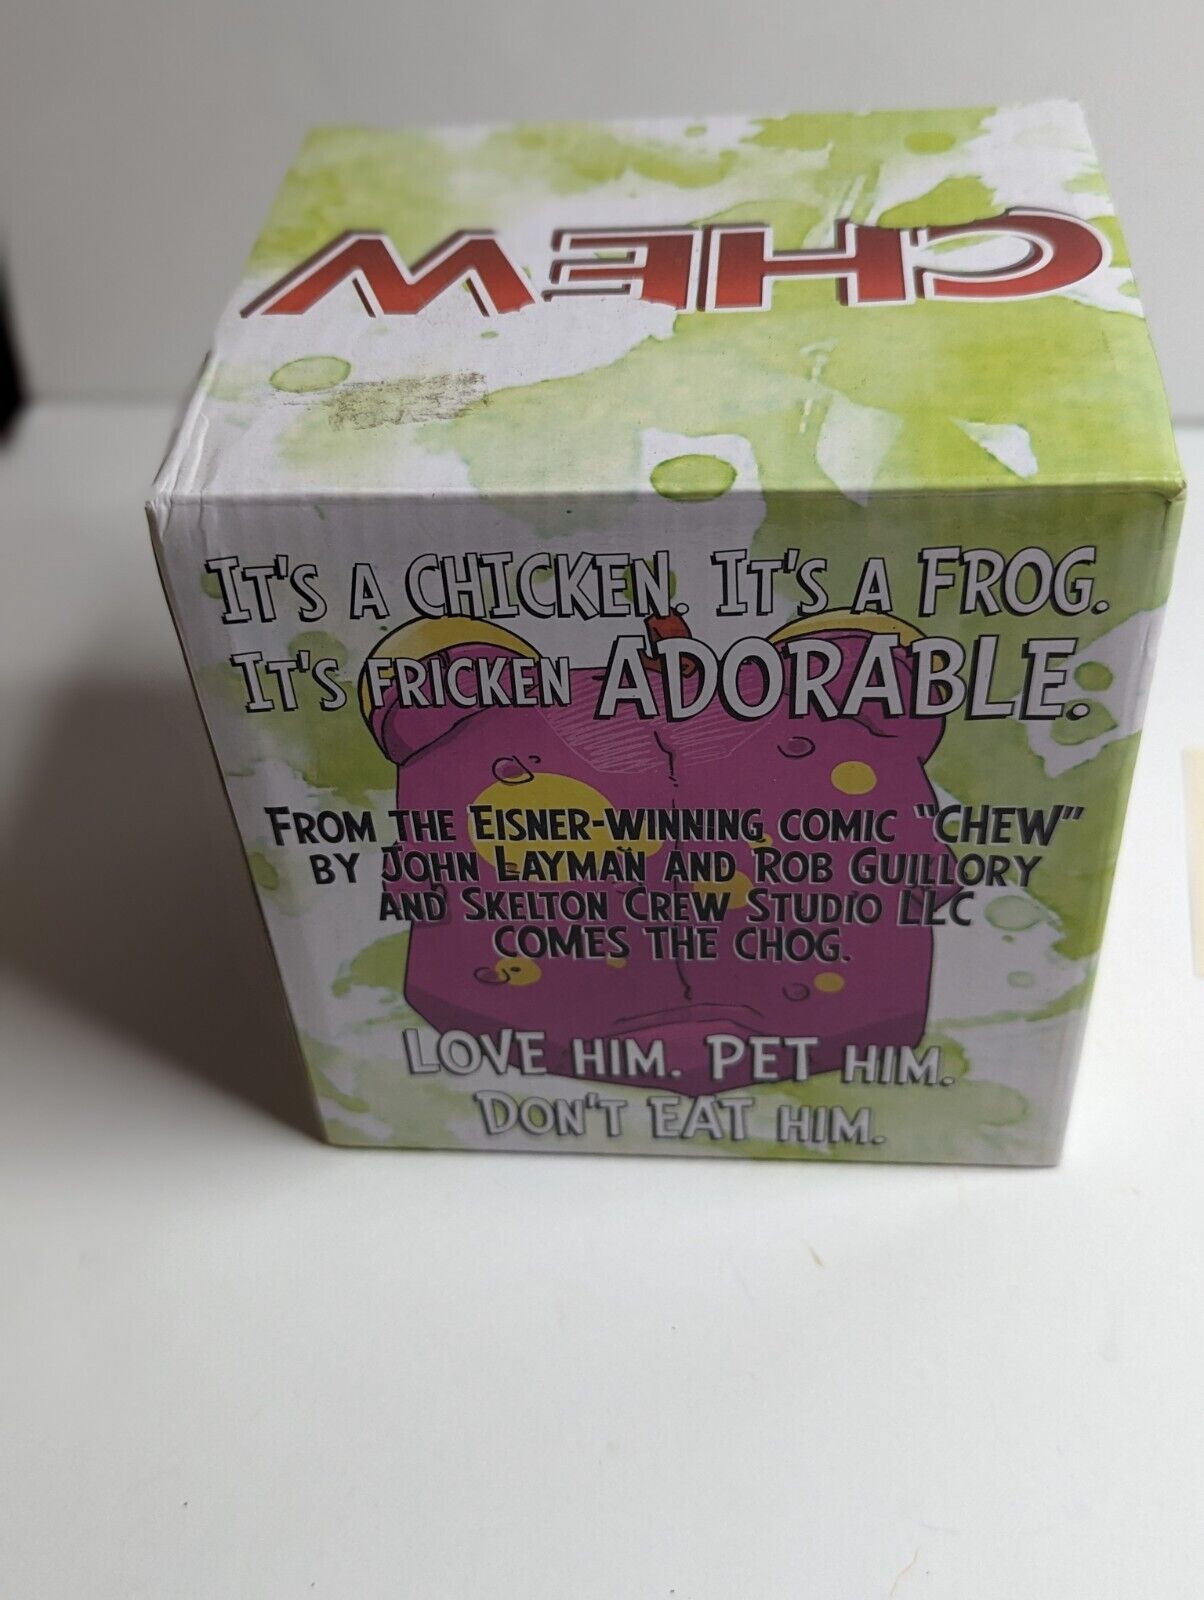 CHEW
IT'S A CHICKEN. IT'S A FROG.
IT'S FRICKEN ADORABLE.
FROM THE EISNER-WINNING COMIC "CHEW"
BY JOHN LAYMAN AND ROB GUILLORY
AND SKELTON CREW STUDIO LLC
COMES THE CHOG.
LOVE HIM. PET HIM.
DON'T EAT HIM.